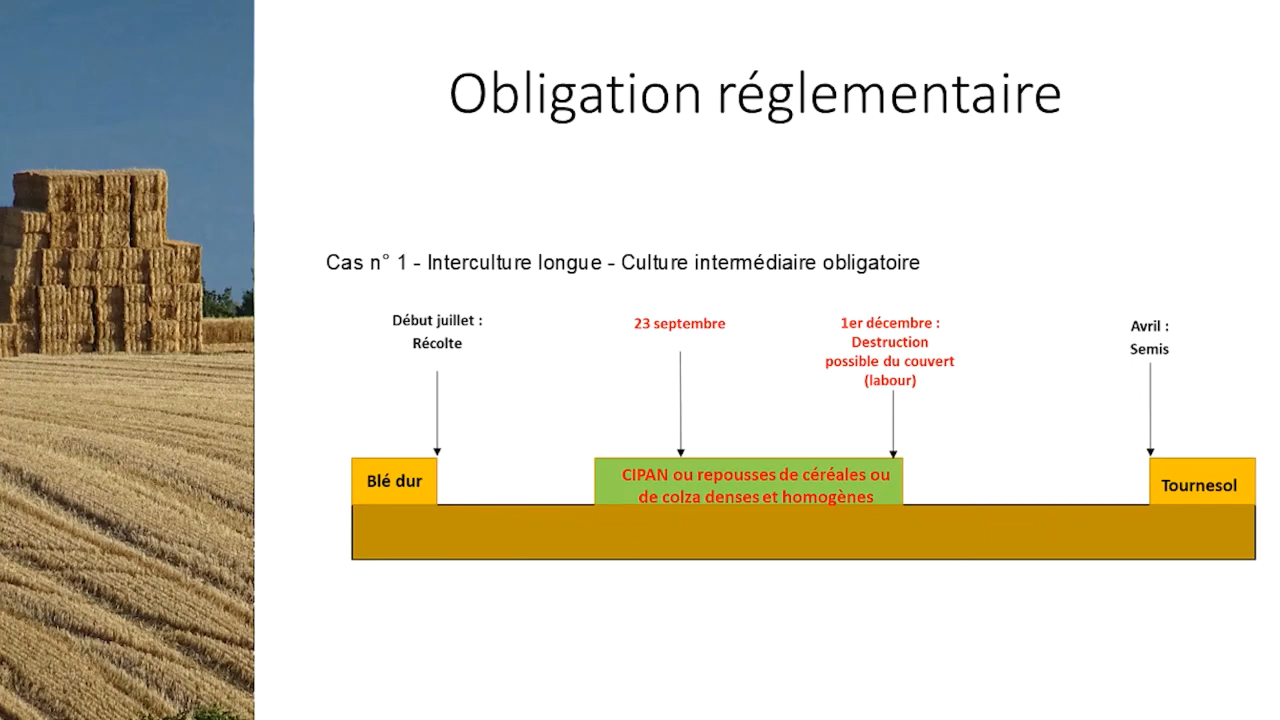 Obligation réglementaire
Cas n° 1 - Interculture longue - Culture intermédiaire obligatoire
Début juillet :
Récolte
23 septembre
1er décembre :
Destruction
possible du couvert
(labour)
Avril :
Semis
Blé dur
CIPAN ou repousses de céréales ou
de colza denses et homogènes
Tournesol